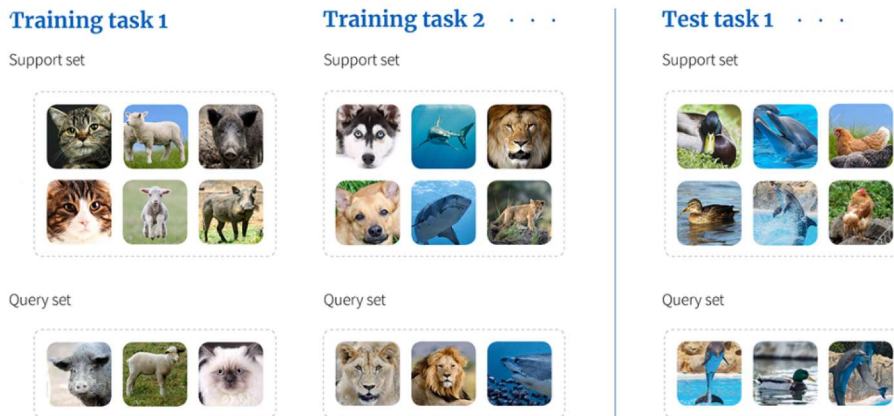 Training task 1
Training task 2 . . .
Test task 1 . . .
Support set
Support set
Support set
Query set
Query set
Query set